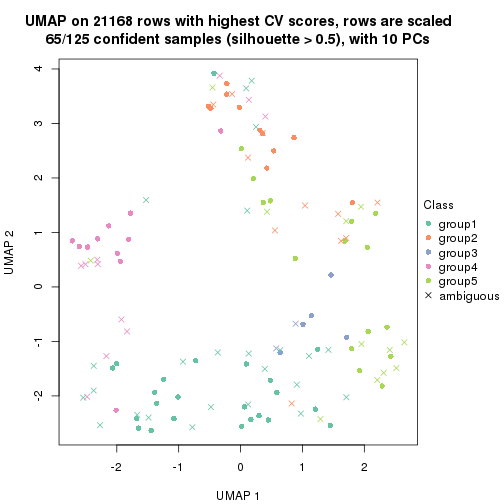 UMAP on 21168 rows with highest CV scores, rows are scaled
65/125 confident samples (silhouette > 0.5), with 10 PCs
4
3
2
1
0
-1
-2
UMAP 2
-2
-1
0
1
2
UMAP 1
Class
group1
group2
group3
group4
group5
ambiguous